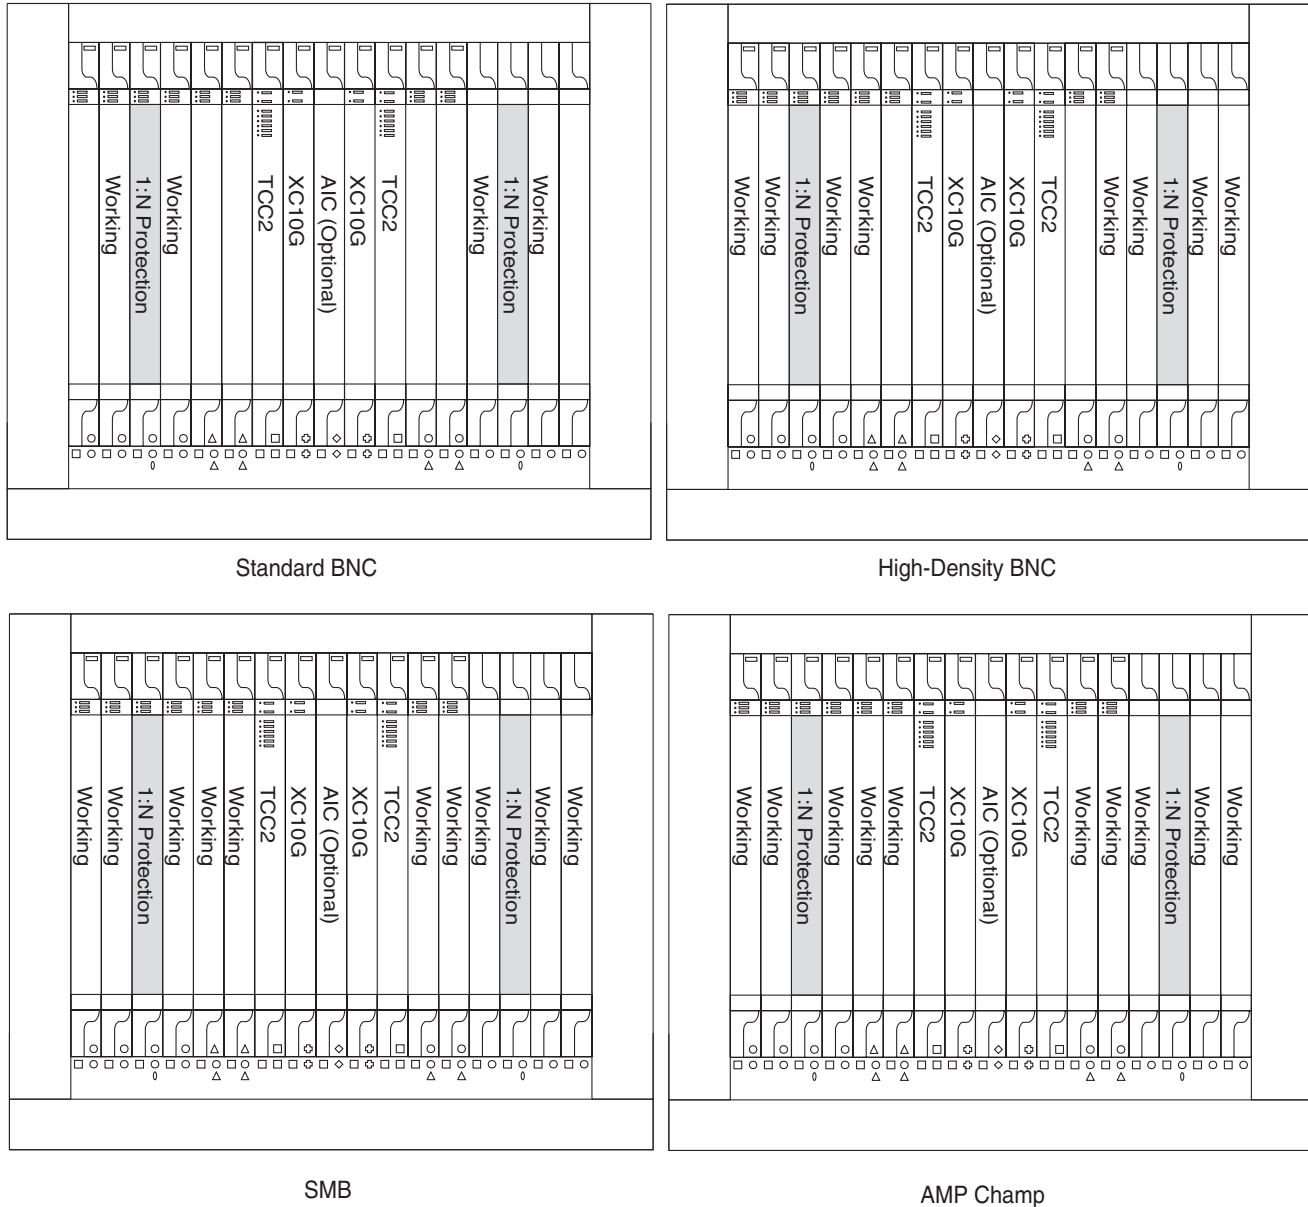 Working
1:N Protection
Working
TCC2
XC10G
AIC (Optional)
XC10G
TCC2
Working
1:N Protection
Working
Standard BNC
Working
Working
1:N Protection
Working
Working
TCC2
XC10G
AIC (Optional)
XC10G
TCC2
Working
Working
1:N Protection
Working
High-Density BNC
Working
Working
1:N Protection
Working
Working
Working
TCC2
XC10G
AIC (Optional)
XC10G
TCC2
Working
Working
Working
1:N Protection
Working
Working
SMB
Working
Working
1:N Protection
Working
Working
Working
TCC2
XC10G
AIC (Optional)
XC10G
TCC2
Working
Working
Working
1:N Protection
Working
Working
AMP Champ